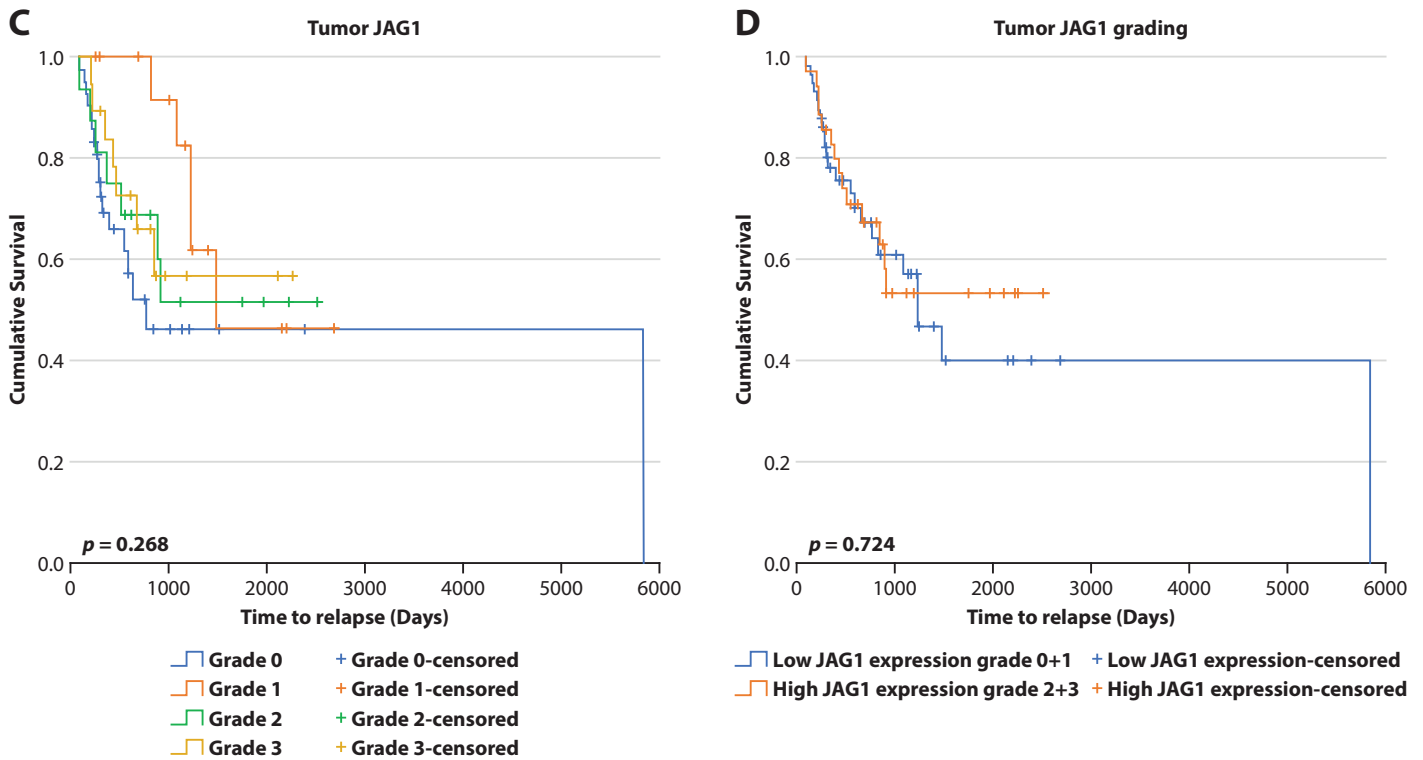 C
Tumor JAG1
Cumulative Survival
1.0
0.8
0.6
0.4
0.2
0.0
p = 0.268
0 1000 2000 3000 4000 5000 6000
Time to relapse (Days)
Grade 0 + Grade 0-censored
Grade 1 + Grade 1-censored
Grade 2 + Grade 2-censored
Grade 3 + Grade 3-censored
D
Tumor JAG1 grading
Cumulative Survival
1.0
0.8
0.6
0.4
0.2
0.0
p = 0.724
0 1000 2000 3000 4000 5000 6000
Time to relapse (Days)
Low JAG1 expression grade 0+1 + Low JAG1 expression-censored
High JAG1 expression grade 2+3 + High JAG1 expression-censored